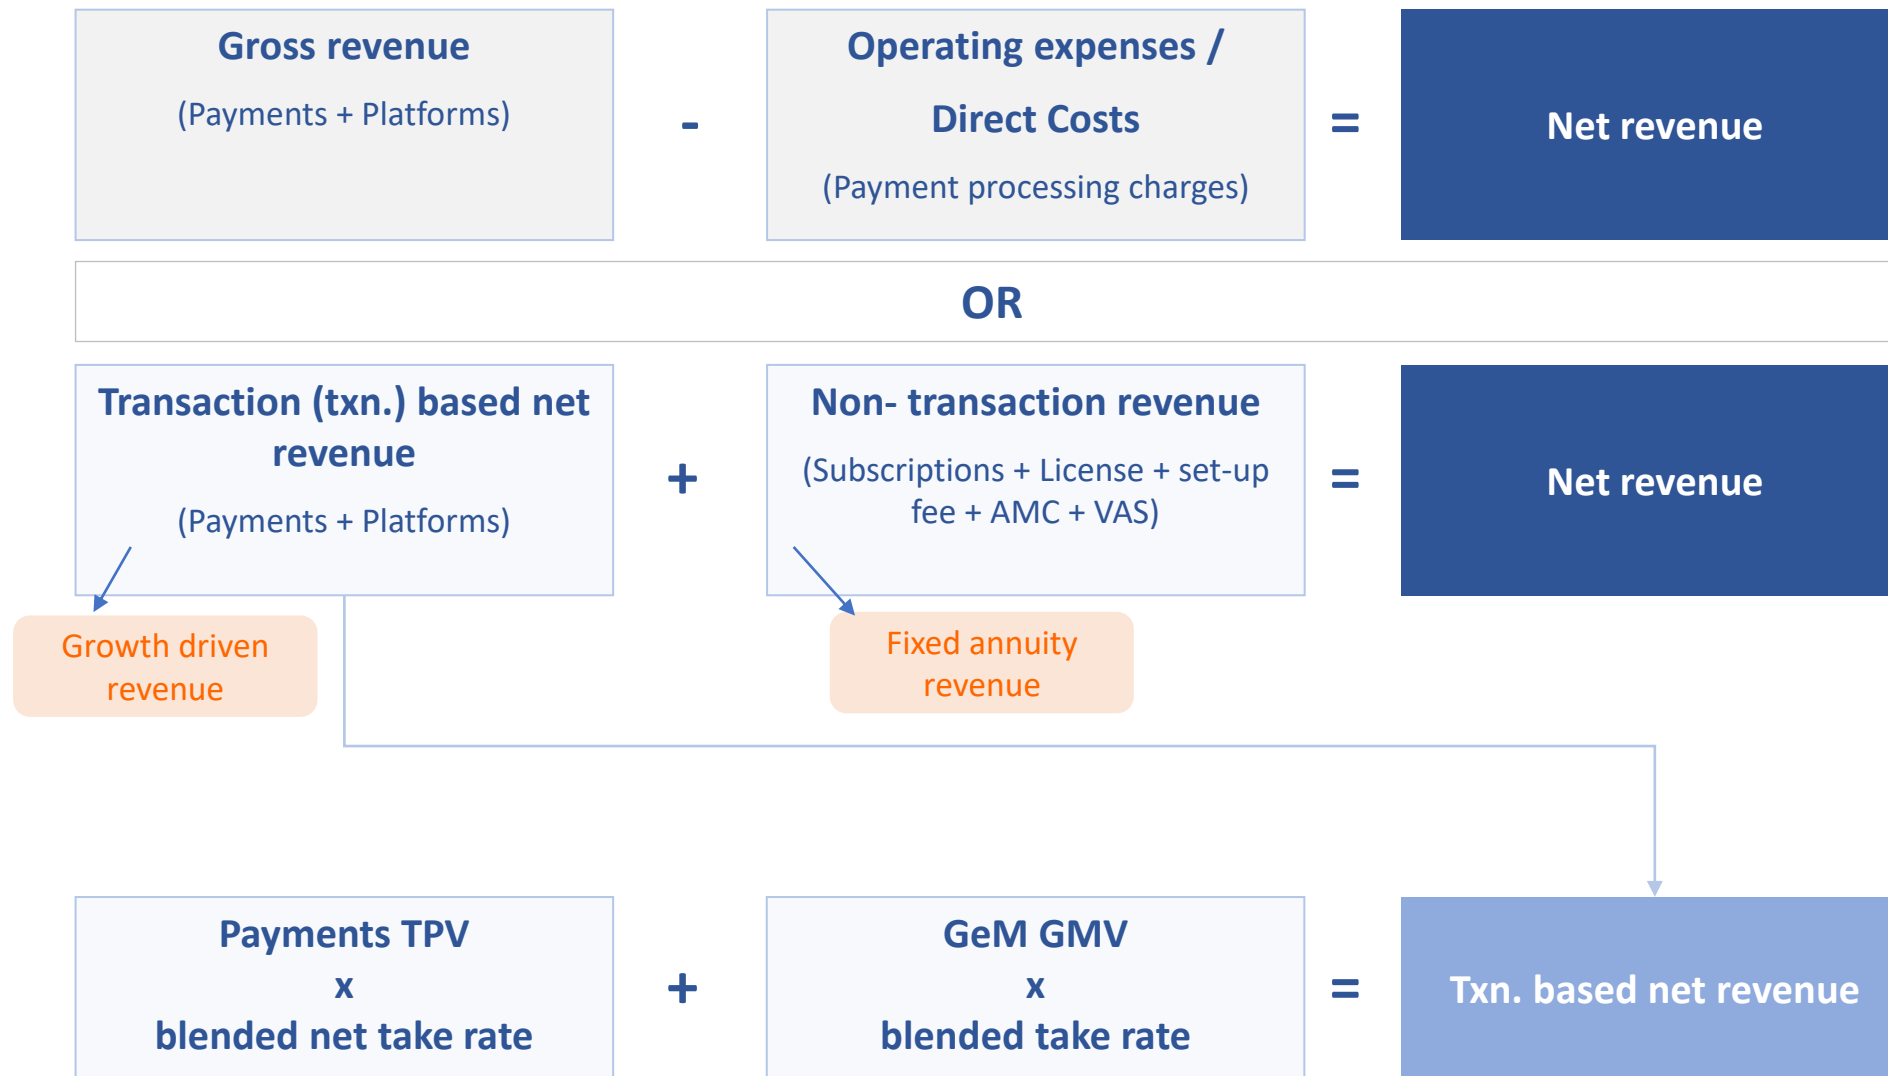 Gross revenue
(Payments + Platforms)
-
Operating expenses /
Direct Costs
(Payment processing charges)
=
Net revenue
OR
Transaction (txn.) based net
revenue
(Payments + Platforms)
+
Non- transaction revenue
(Subscriptions + License + set-up
fee + AMC + VAS)
=
Net revenue
Growth driven
revenue
Fixed annuity
revenue
Payments TPV
x
blended net take rate
+
GeM GMV
x
blended take rate
=
Txn. based net revenue